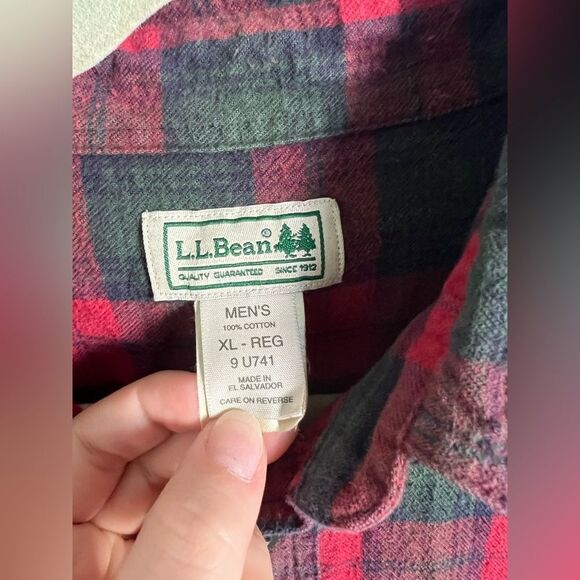 L.L.Bean®
QUALITY GUARANTEED SINCE 1912
MEN'S
100% COTTON
XL - REG
9 U741
MADE IN
EL SALVADOR
CARE ON REVERSE